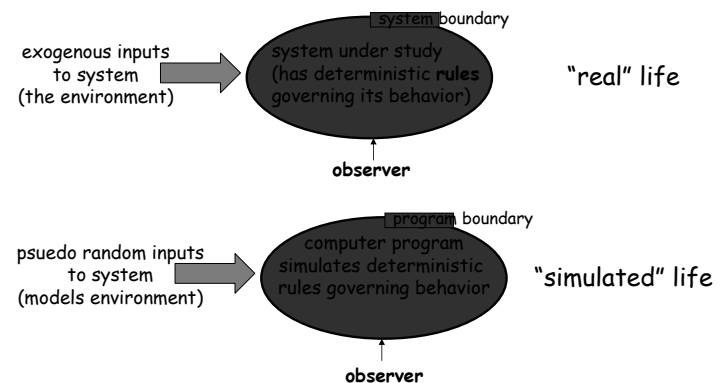 system boundary
exogenous inputs
to system
(the environment)
system under study
(has deterministic rules
governing its behavior)
“real” life
observer
program boundary
psuedo random inputs
to system
(models environment)
computer program
simulates deterministic
rules governing behavior
“simulated” life
observer